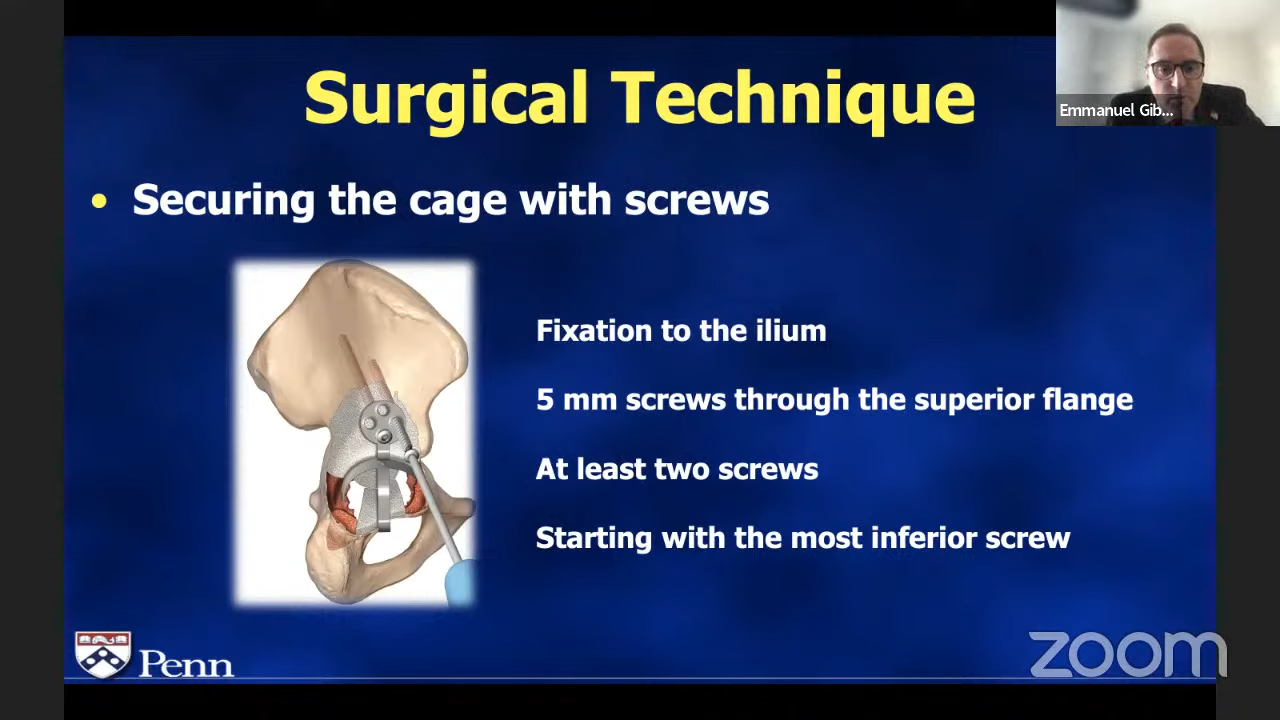 Surgical Technique
Emmanuel Gib...
• Securing the cage with screws
Fixation to the ilium
5 mm screws through the superior flange
At least two screws
Starting with the most inferior screw
Penn
zoom